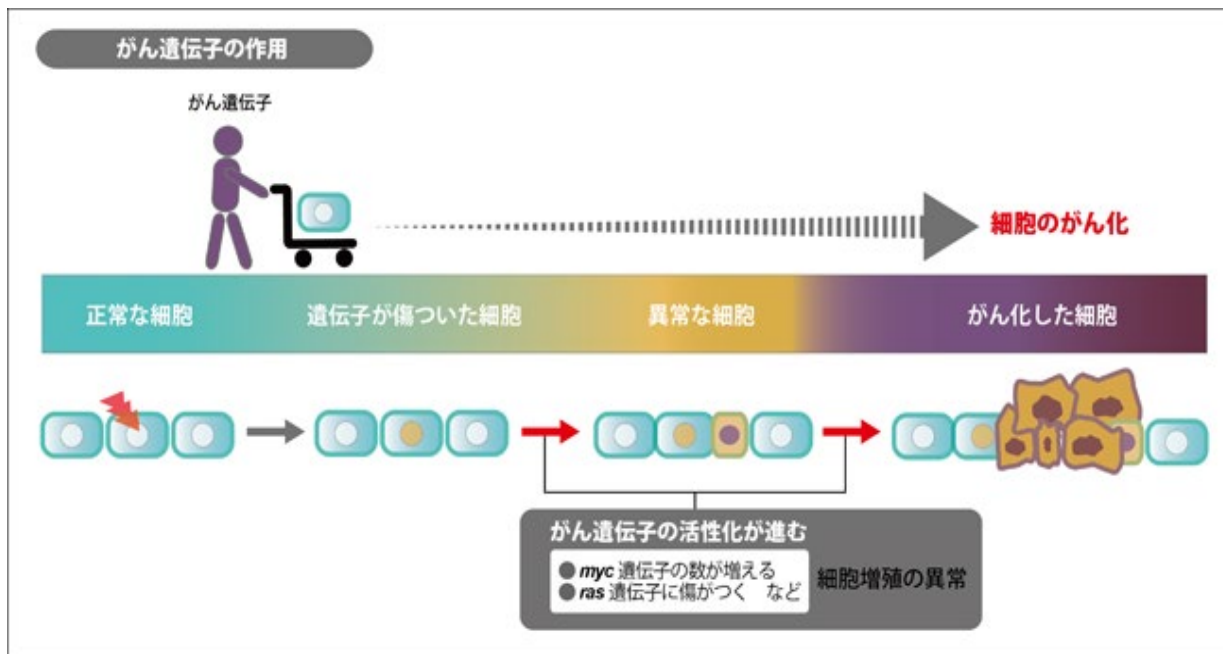 がん遺伝子の作用
がん遺伝子
細胞のがん化
正常な細胞
遺伝子が傷ついた細胞
異常な細胞
がん化した細胞
がん遺伝子の活性化が進む
●myc 遺伝子の数が増える
●ras 遺伝子に傷がつく など
細胞増殖の異常